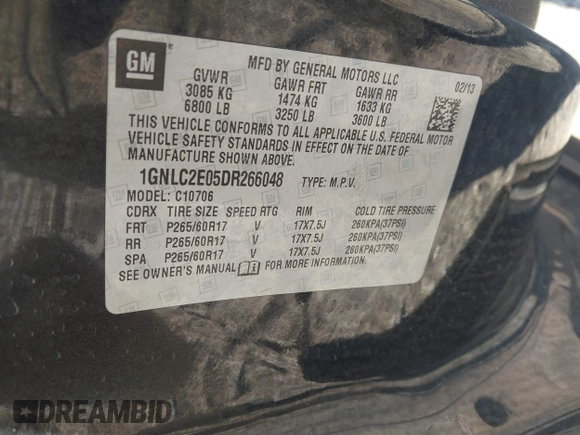 GM
MFD BY GENERAL MOTORS LLC
02/13
GVWR GAWR FRT GAWR RR
3085 KG 1474 KG 1633 KG
6800 LB 3250 LB 3600 LB
THIS VEHICLE CONFORMS TO ALL APPLICABLE U.S. FEDERAL MOTOR
VEHICLE SAFETY STANDARDS IN EFFECT ON THE DATE OF
MANUFACTURE SHOWN ABOVE.
1GNLC2E05DR266048 TYPE: M.P.V.
MODEL: C10706
CDRX TIRE SIZE SPEED RTG RIM COLD TIRE PRESSURE
FRT P265/60R17 V 17X7.5J 260KPA(37PSI)
RR P265/60R17 V 17X7.5J 260KPA(37PSI)
SPA P265/60R17 V 17X7.5J 260KPA(37PSI)
SEE OWNER'S MANUAL FOR MORE INFORMATION.
DREAMBID